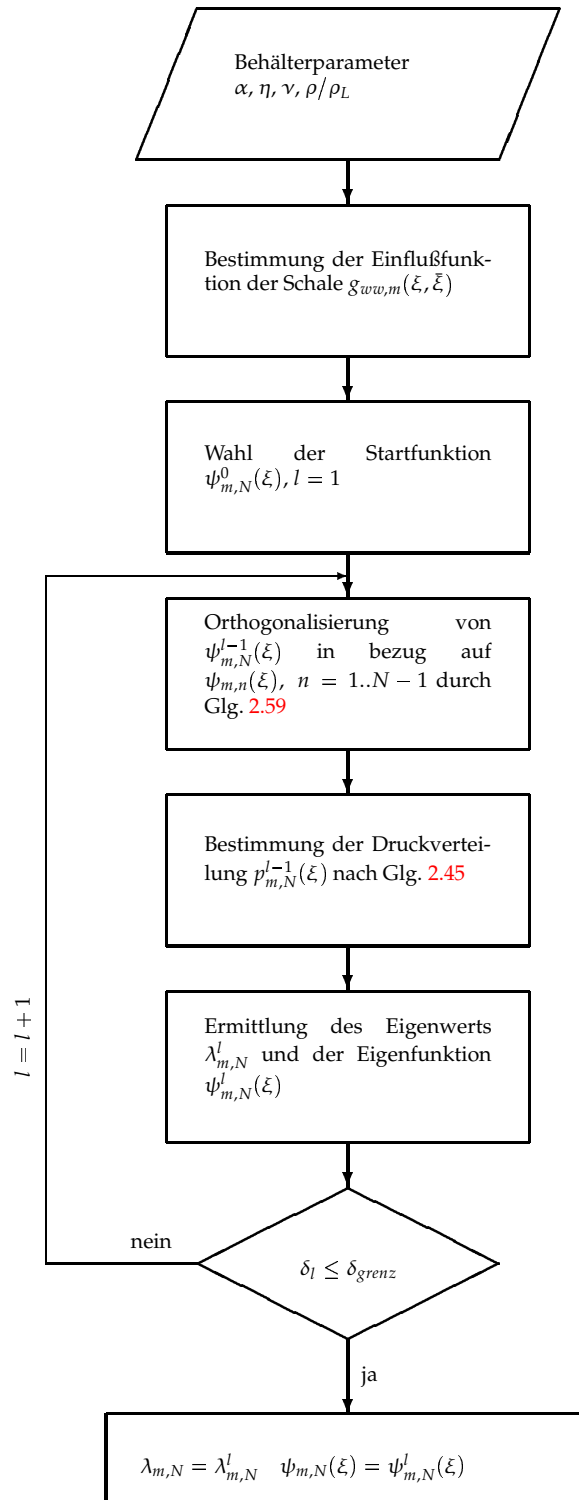 Behälterparameter
α, η, ν, ρ/ρ_L
Bestimmung der Einflußfunk-
tion der Schale g_{ww,m}(ξ, ξ̄)
Wahl der Startfunktion
ψ^0_{m,N}(ξ), l = 1
Orthogonalisierung von
ψ^{l−1}_{m,N}(ξ) in bezug auf
ψ_{m,n}(ξ), n = 1..N − 1 durch
Glg. 2.59
Bestimmung der Druckvertei-
lung p^{l−1}_{m,N}(ξ) nach Glg. 2.45
l = l + 1
Ermittlung des Eigenwerts
λ^l_{m,N} und der Eigenfunktion
ψ^l_{m,N}(ξ)
nein
δ_l ≤ δ_{grenz}
ja
λ_{m,N} = λ^l_{m,N} ψ_{m,N}(ξ) = ψ^l_{m,N}(ξ)